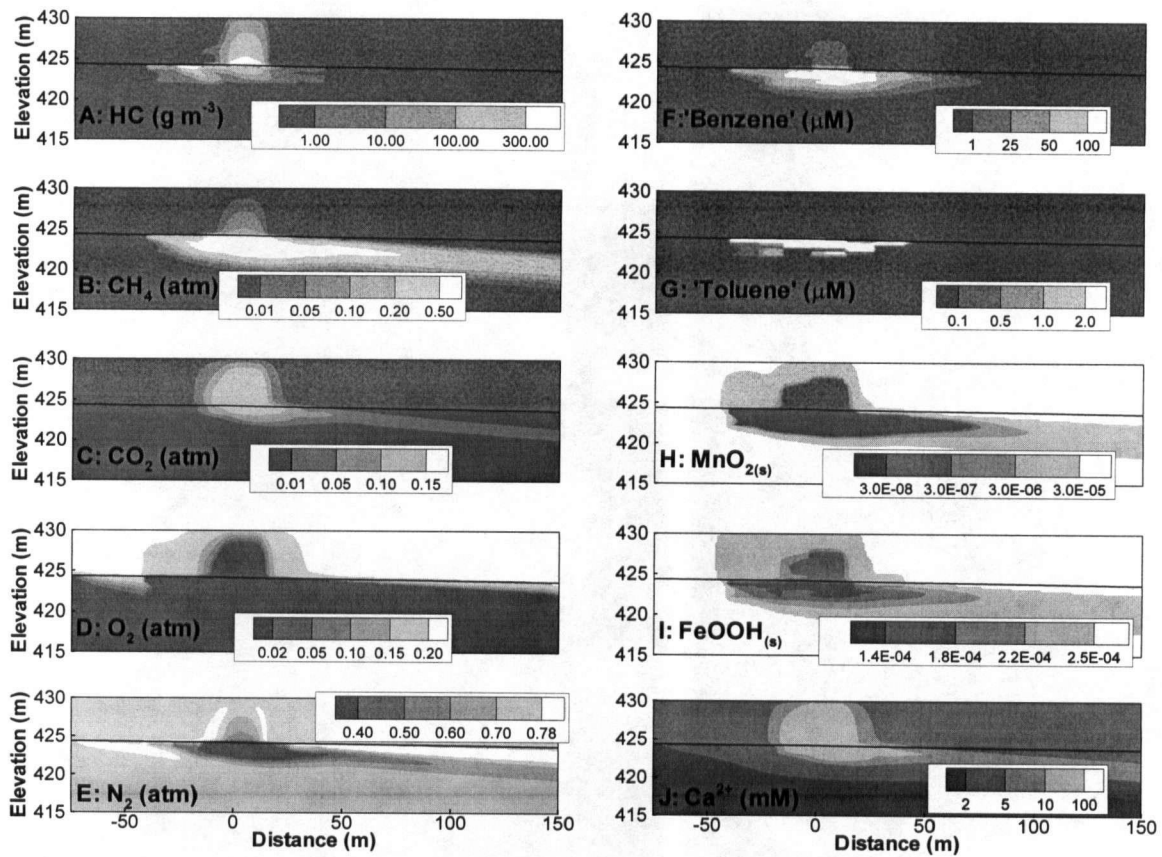 430
425
420
415
Elevation (m)
A: HC (g m⁻³)
1.00 10.00 100.00 300.00
430
425
420
415
Elevation (m)
B: CH₄ (atm)
0.01 0.05 0.10 0.20 0.50
430
425
420
415
Elevation (m)
C: CO₂ (atm)
0.01 0.05 0.10 0.15
430
425
420
415
Elevation (m)
D: O₂ (atm)
0.02 0.05 0.10 0.15 0.20
430
425
420
415
Elevation (m)
0.40 0.50 0.60 0.70 0.78
E: N₂ (atm)
-50 0 50 100 150
Distance (m)
430
425
420
415
F:'Benzene' (μM)
1 25 50 100
430
425
420
415
G: 'Toluene' (μM)
0.1 0.5 1.0 2.0
430
425
420
415
H: MnO₂(s)
3.0E-08 3.0E-07 3.0E-06 3.0E-05
430
425
420
415
I: FeOOH(s)
1.4E-04 1.8E-04 2.2E-04 2.5E-04
430
425
420
415
J: Ca²⁺ (mM)
2 5 10 100
-50 0 50 100 150
Distance (m)